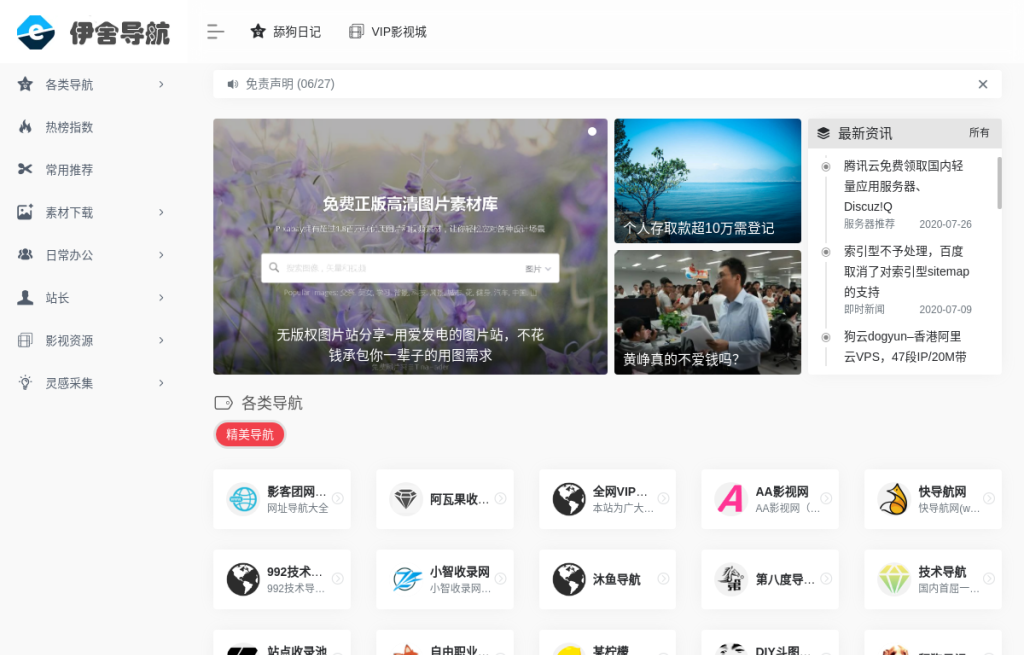 伊舍导航
舔狗日记
VIP影视城
各类导航
热榜指数
常用推荐
素材下载
日常办公
站长
影视资源
灵感采集
免责声明 (06/27)
免费正版高清图片素材库
图片
无版权图片站分享~用爱发电的图片站，不花
钱承包你一辈子的用图需求
个人存取款超10万需登记
黄峥真的不爱钱吗?
最新资讯
所有
腾讯云免费领取国内轻
量应用服务器、
Discuz!Q
服务器推荐 2020-07-26
索引型不予处理，百度
取消了对索引型sitemap
的支持
即时新闻 2020-07-09
狗云dogyun–香港阿里
云VPS，47段IP/20M带
各类导航
精美导航
影客团网...
网址导航大全
阿瓦果收...
全网VIP...
本站为广大...
AA影视网
AA影视网（...
快导航网
快导航网(w...
992技术...
992技术导...
小智收录网
小智收录网...
沐鱼导航
第八度导...
技术导航
国内首屈一...
站点收录池
自由职业...
某柠檬
DIY斗图...